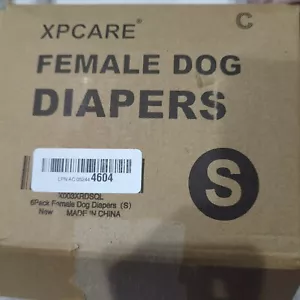 C
XPCARE®
FEMALE DOG
DIAPERS
S
4604
6Pack Female Dog Diapers (S)
New MADE IN CHINA